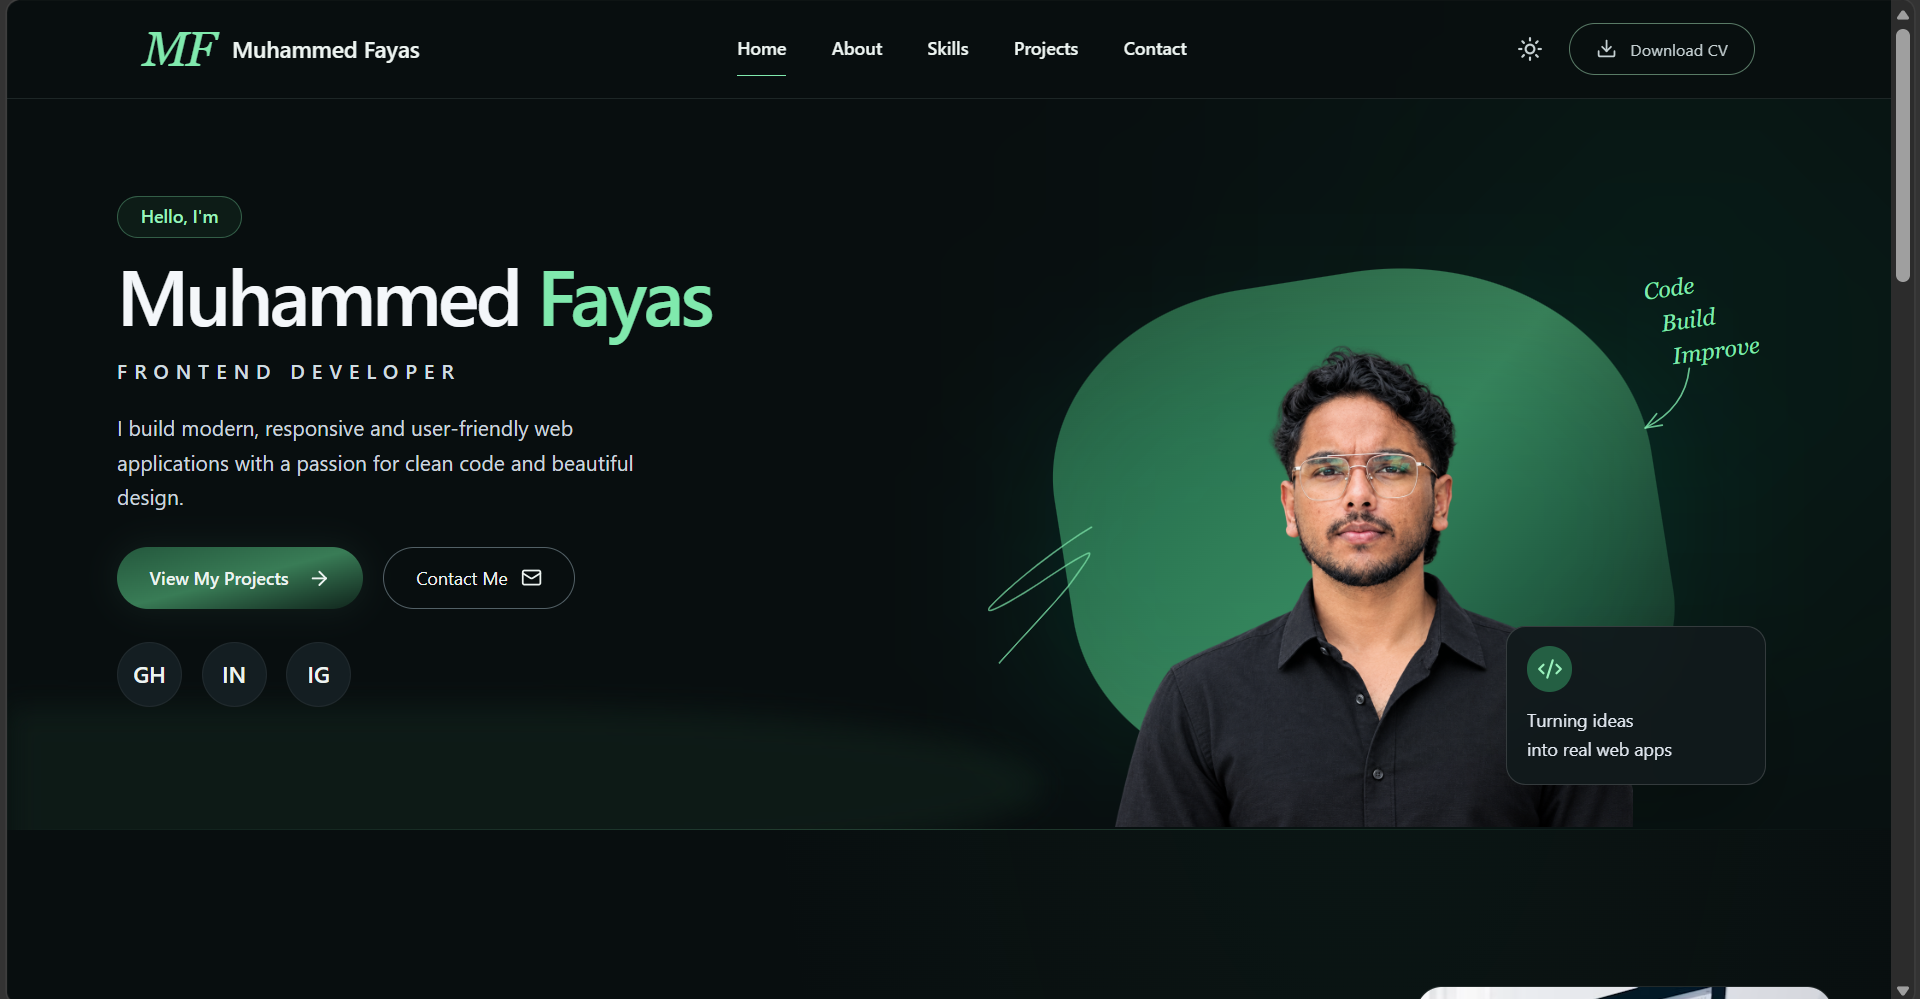 MF Muhammed Fayas
Home About Skills Projects Contact
Download CV
Hello, I'm
Muhammed Fayas
FRONTEND DEVELOPER
I build modern, responsive and user-friendly web
applications with a passion for clean code and beautiful
design.
View My Projects
Contact Me
GH IN IG
Code
Build
Improve
</>
Turning ideas
into real web apps